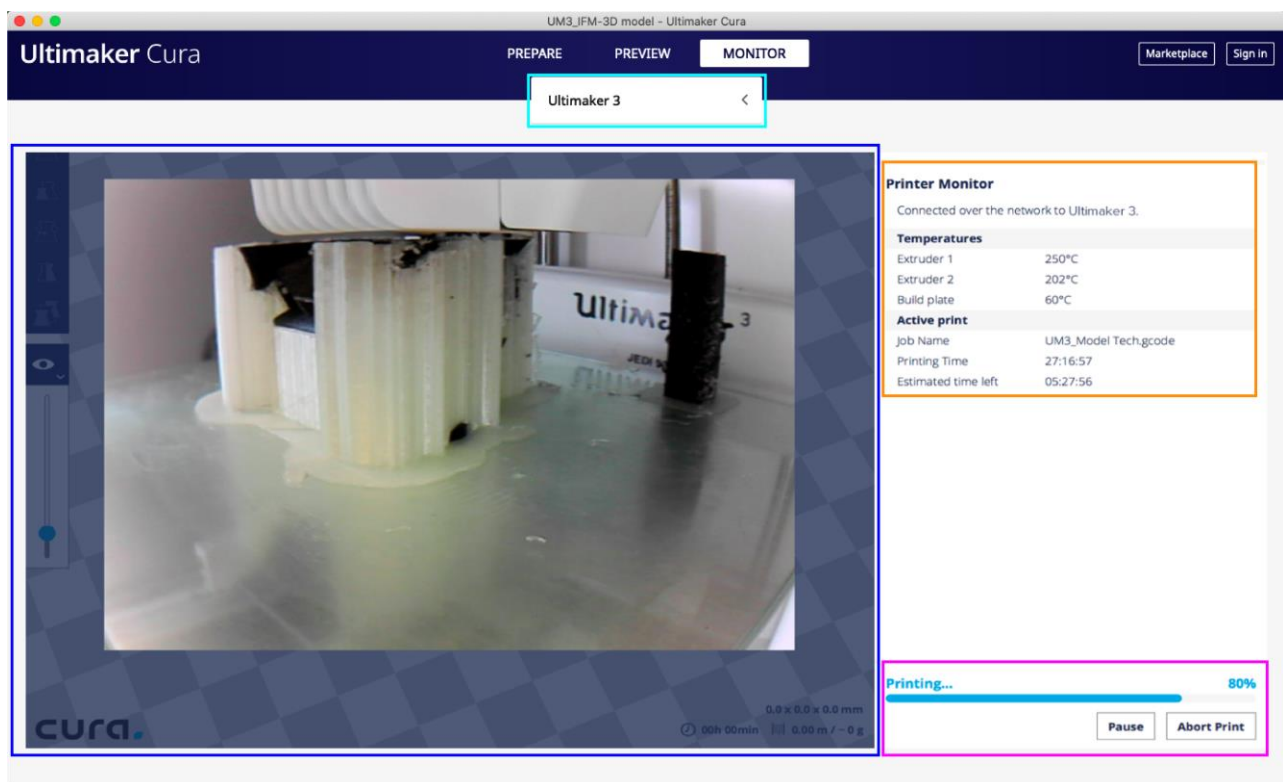 UM3_IFM-3D model - Ultimaker Cura
Ultimaker Cura
PREPARE PREVIEW MONITOR
Marketplace Sign in
Ultimaker 3
Printer Monitor
Connected over the network to Ultimaker 3.
Temperatures
Extruder 1 250°C
Extruder 2 202°C
Build plate 60°C
Active print
Job Name UM3_Model Tech.gcode
Printing Time 27:16:57
Estimated time left 05:27:56
3
Printing... 80%
Pause Abort Print
0.0 x 0.0 x 0.0 mm
00h 00min 0.00 m / ~ 0 g
cura.